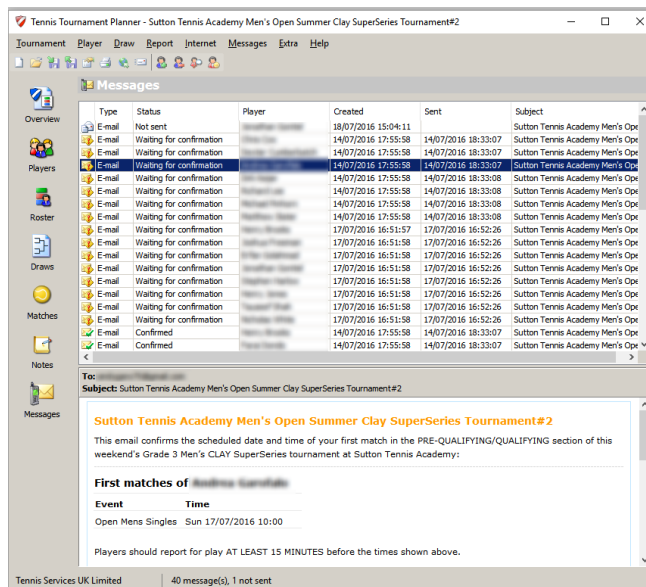 Tennis Tournament Planner - Sutton Tennis Academy Men's Open Summer Clay SuperSeries Tournament#2
Tournament Player Draw Report Internet Messages Extra Help
Messages
Overview
Players
Roster
Draws
Matches
Notes
Messages
Type Status Player Created Sent Subject
E-mail Not sent 18/07/2016 15:04:11 Sutton Tennis Academy Men's Ope
E-mail Waiting for confirmation 14/07/2016 17:55:58 14/07/2016 18:33:07 Sutton Tennis Academy Men's Ope
E-mail Waiting for confirmation 14/07/2016 17:55:58 14/07/2016 18:33:07 Sutton Tennis Academy Men's Ope
E-mail Waiting for confirmation 14/07/2016 17:55:58 14/07/2016 18:33:07 Sutton Tennis Academy Men's Ope
E-mail Waiting for confirmation 14/07/2016 17:55:58 14/07/2016 18:33:08 Sutton Tennis Academy Men's Ope
E-mail Waiting for confirmation 14/07/2016 17:55:58 14/07/2016 18:33:08 Sutton Tennis Academy Men's Ope
E-mail Waiting for confirmation 14/07/2016 17:55:58 14/07/2016 18:33:08 Sutton Tennis Academy Men's Ope
E-mail Waiting for confirmation 14/07/2016 17:55:58 14/07/2016 18:33:08 Sutton Tennis Academy Men's Ope
E-mail Waiting for confirmation 17/07/2016 16:51:57 17/07/2016 16:52:26 Sutton Tennis Academy Men's Ope
E-mail Waiting for confirmation 17/07/2016 16:51:58 17/07/2016 16:52:26 Sutton Tennis Academy Men's Ope
E-mail Waiting for confirmation 17/07/2016 16:51:58 17/07/2016 16:52:26 Sutton Tennis Academy Men's Ope
E-mail Waiting for confirmation 17/07/2016 16:51:58 17/07/2016 16:52:26 Sutton Tennis Academy Men's Ope
E-mail Waiting for confirmation 17/07/2016 16:51:58 17/07/2016 16:52:26 Sutton Tennis Academy Men's Ope
E-mail Waiting for confirmation 17/07/2016 16:51:58 17/07/2016 16:52:26 Sutton Tennis Academy Men's Ope
E-mail Waiting for confirmation 17/07/2016 16:51:58 17/07/2016 16:52:26 Sutton Tennis Academy Men's Ope
E-mail Waiting for confirmation 17/07/2016 16:51:58 17/07/2016 16:52:26 Sutton Tennis Academy Men's Ope
E-mail Confirmed 14/07/2016 17:55:58 14/07/2016 18:33:07 Sutton Tennis Academy Men's Ope
E-mail Confirmed 14/07/2016 17:55:58 14/07/2016 18:33:08 Sutton Tennis Academy Men's Ope
To:
Subject: Sutton Tennis Academy Men's Open Summer Clay SuperSeries Tournament#2
Sutton Tennis Academy Men's Open Summer Clay SuperSeries Tournament#2
This email confirms the scheduled date and time of your first match in the PRE-QUALIFYING/QUALIFYING section of this
weekend's Grade 3 Men's CLAY SuperSeries tournament at Sutton Tennis Academy:
First matches of
Event Time
Open Mens Singles Sun 17/07/2016 10:00
Players should report for play AT LEAST 15 MINUTES before the times shown above.
Tennis Services UK Limited 40 message(s), 1 not sent